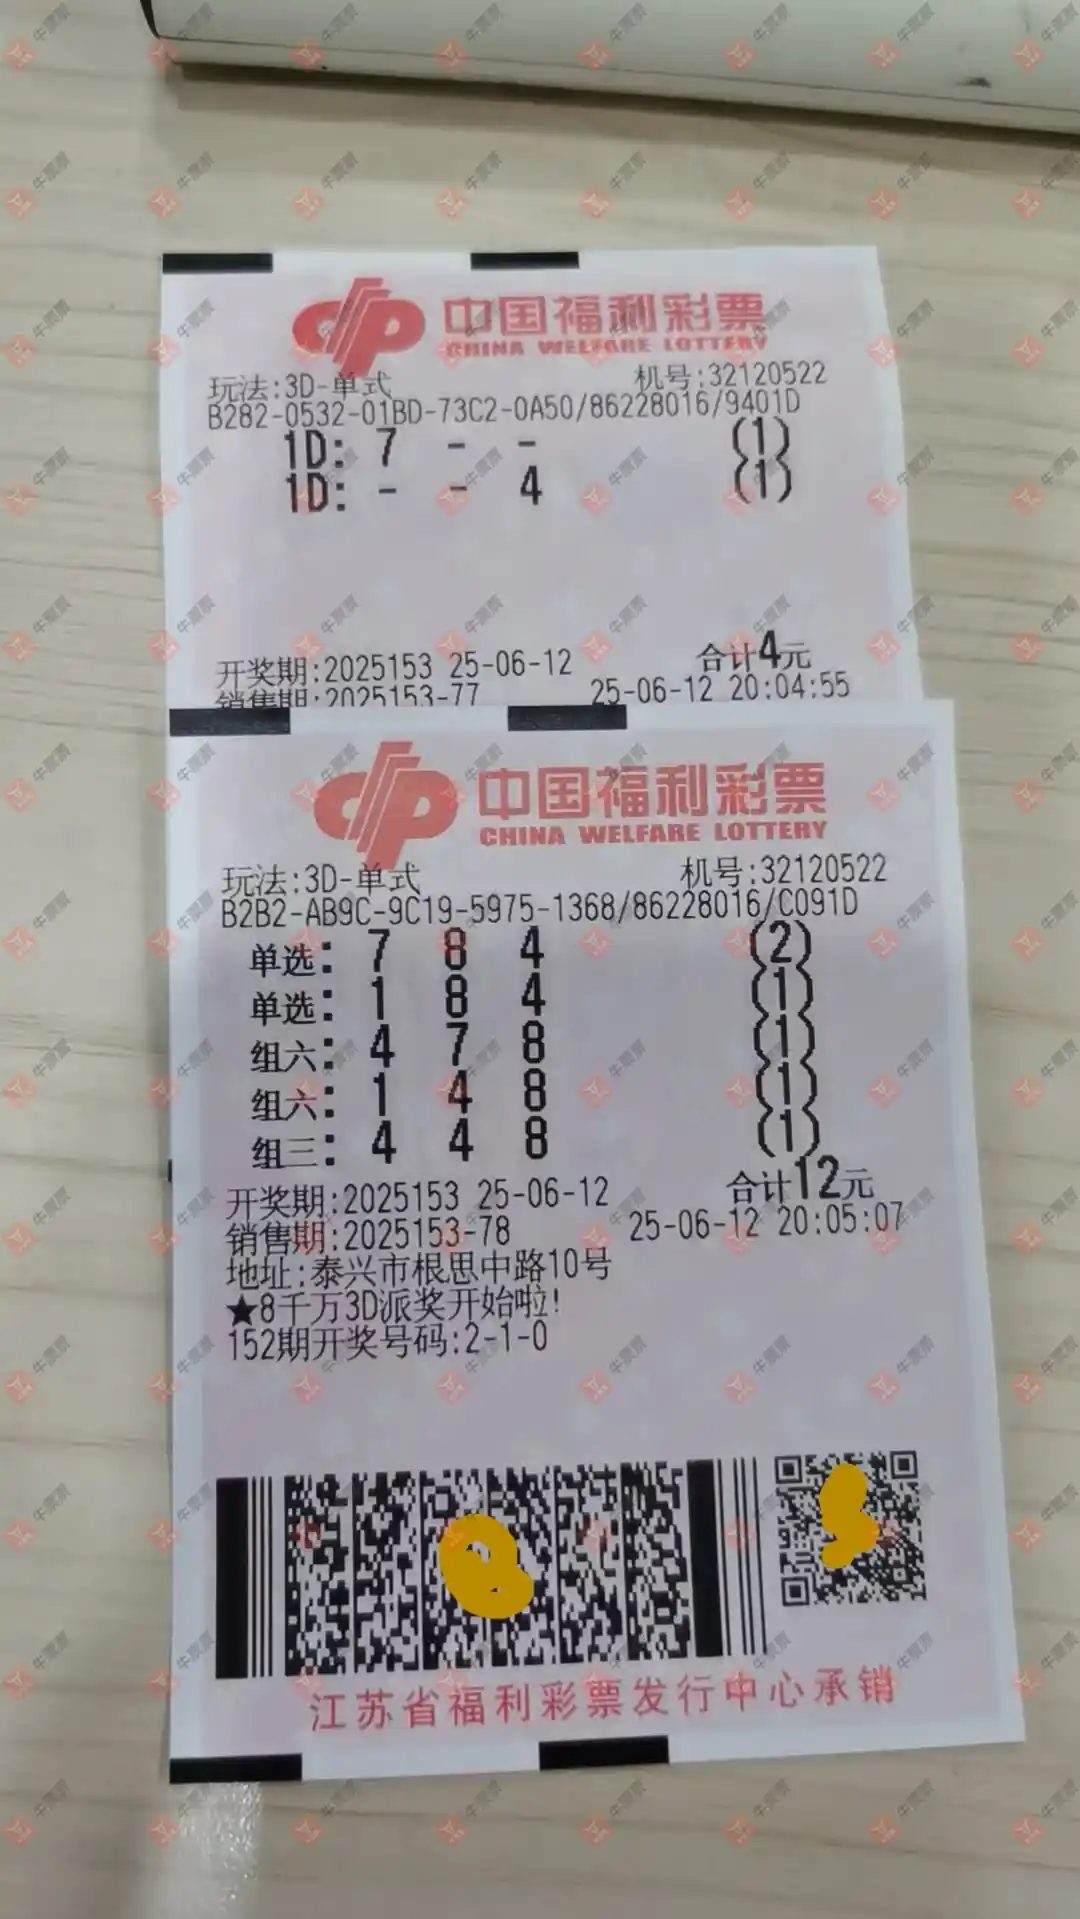 中国福利彩票
CHINA WELFARE LOTTERY
玩法:3D-单式 机号:32120522
B282-0532-01BD-73C2-0A50/86228016/9401D
1D: 7 - - (1)
1D: - - 4 (1)
开奖期:2025153 25-06-12 合计4元
销售期:2025153-77 25-06-12 20:04:55
中国福利彩票
CHINA WELFARE LOTTERY
玩法:3D-单式 机号:32120522
B2B2-AB9C-9C19-5975-1368/86228016/C091D
单选: 7 8 4 (2)
单选: 1 8 4 (1)
组六: 4 7 8 (1)
组六: 1 4 8 (1)
组三: 4 4 8 (1)
开奖期:2025153 25-06-12 合计12元
销售期:2025153-78 25-06-12 20:05:07
地址:泰兴市根思中路10号
★8千万3D派奖开始啦!
152期开奖号码:2-1-0
江苏省福利彩票发行中心承销